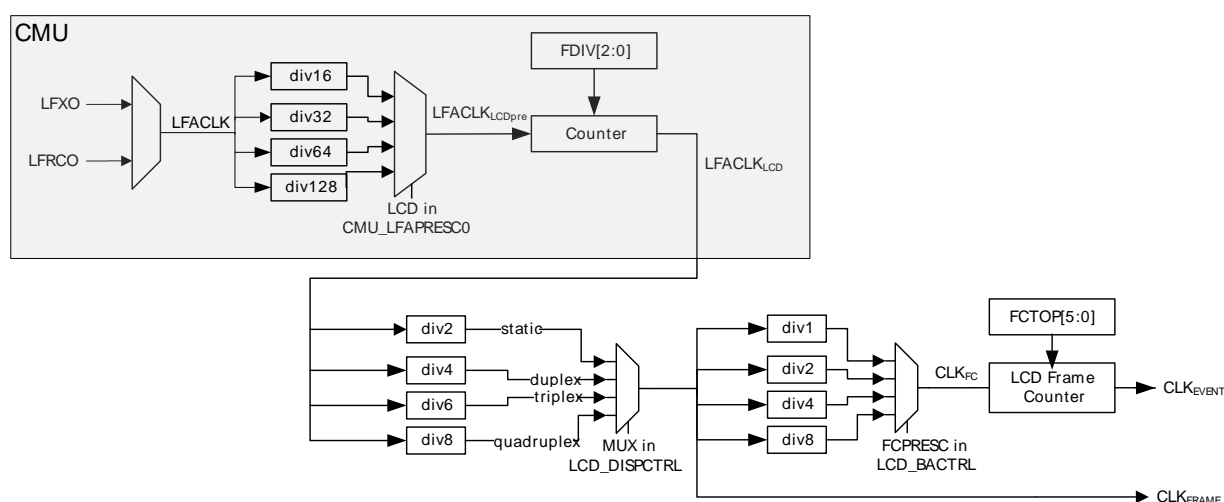 CMU
FDIV[2:0]
LFXO
LFRCO
LFACLK
div16
div32
div64
div128
LFACLKLCDpre
Counter
LFACLKLCD
LCD in
CMU_LFAPRESC0
div2
static
div4
duplex
div6
triplex
div8
quadruplex
MUX in
LCD_DISPCTRL
div1
div2
div4
div8
FCPRESC in
LCD_BACTRL
CLKFC
FCTOP[5:0]
LCD Frame
Counter
CLKEVENT
CLKFRAME